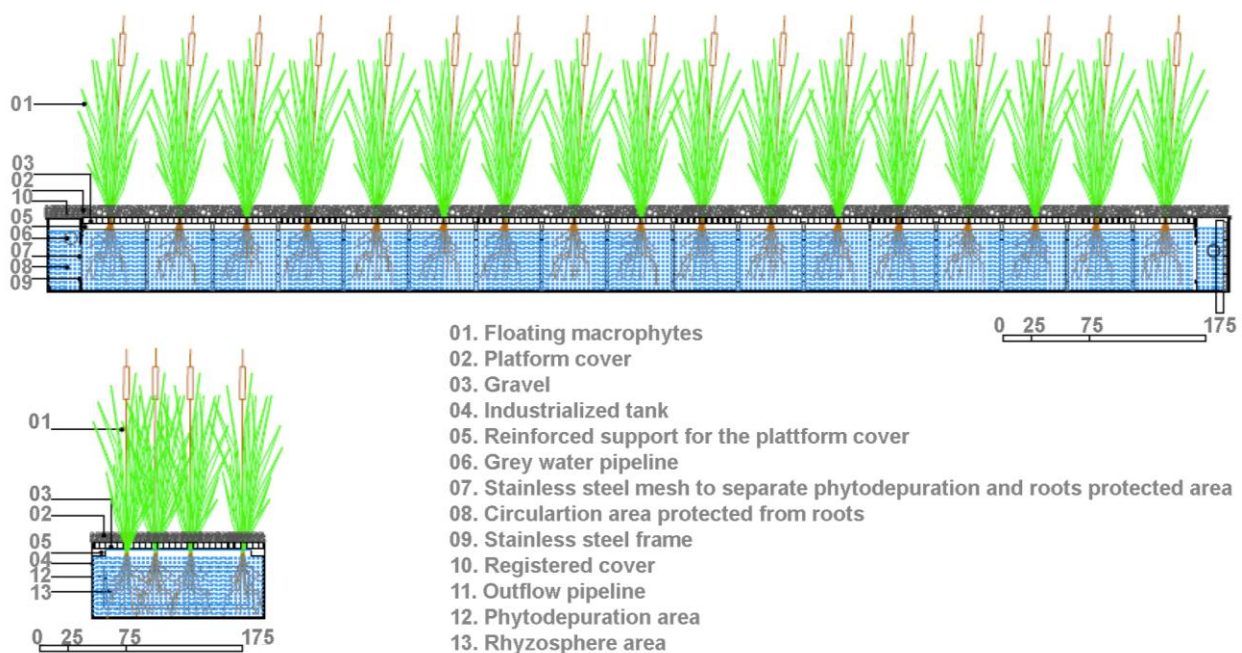 01
03
02
10
05
06
07
08
09
0 25 75 175
01. Floating macrophytes
02. Platform cover
03. Gravel
04. Industrialized tank
05. Reinforced support for the plattform cover
06. Grey water pipeline
07. Stainless steel mesh to separate phytodepuration and roots protected area
08. Circulartion area protected from roots
09. Stainless steel frame
10. Registered cover
11. Outflow pipeline
12. Phytodepuration area
13. Rhyzosphere area
01
03
02
05
04
12
13
0 25 75 175